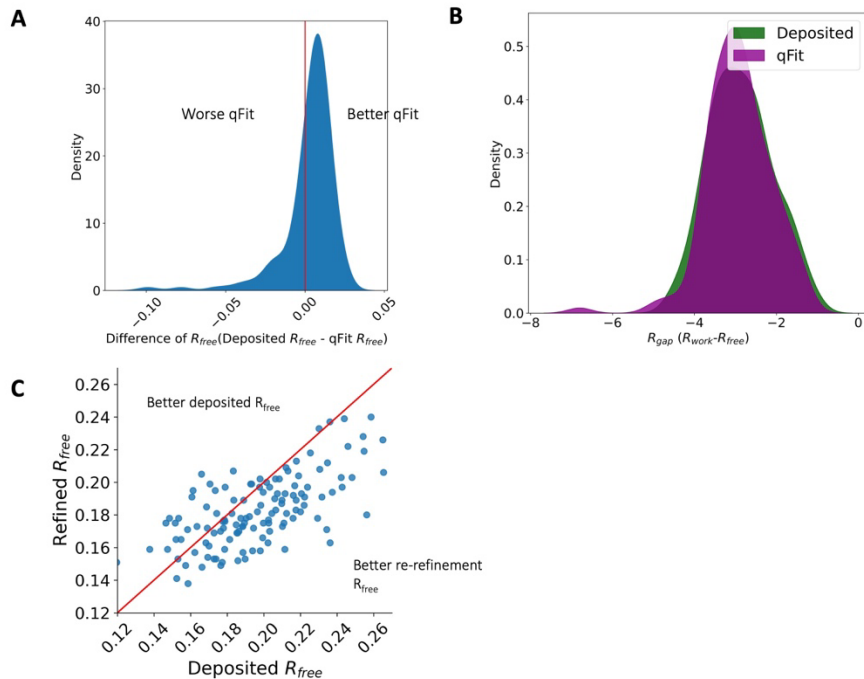 A
40
30
20
10
0
Density
Worse qFit
Better qFit
−0.10
−0.05
0.00
0.05
Difference of R_free(Deposited R_free - qFit R_free)
B
Deposited
qFit
0.5
0.4
0.3
0.2
0.1
0.0
Density
−8
−6
−4
−2
0
R_gap (R_work-R_free)
C
0.26
0.24
0.22
0.20
0.18
0.16
0.14
0.12
Refined R_free
Better deposited R_free
Better re-refinement
R_free
0.12
0.14
0.16
0.18
0.20
0.22
0.24
0.26
Deposited R_free